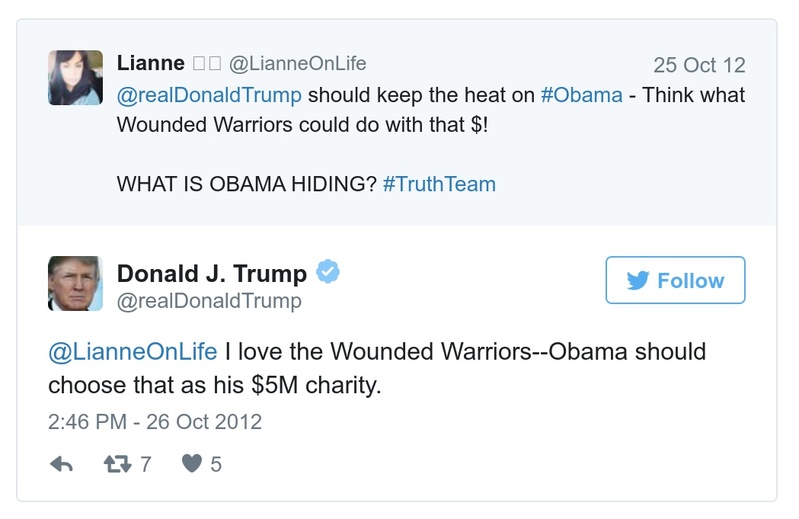 Lianne @LianneOnLife 25 Oct 12
@realDonaldTrump should keep the heat on #Obama - Think what
Wounded Warriors could do with that $!
WHAT IS OBAMA HIDING? #TruthTeam
Donald J. Trump
@realDonaldTrump
Follow
@LianneOnLife I love the Wounded Warriors--Obama should
choose that as his $5M charity.
2:46 PM - 26 Oct 2012
7 5